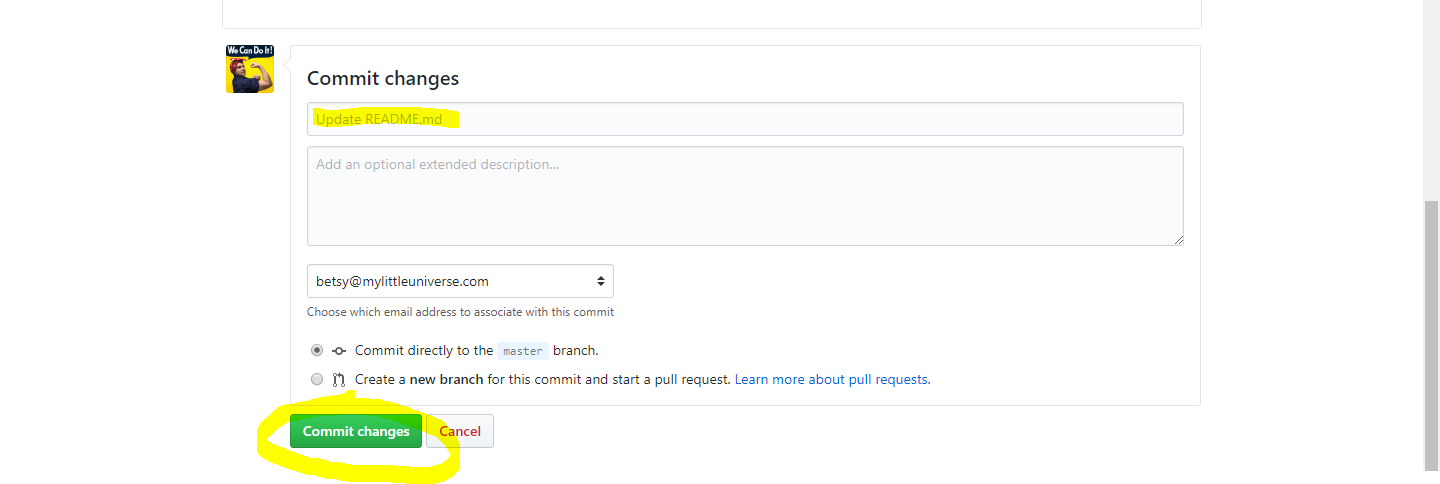 We Can Do It!
Commit changes
Update README.md
Add an optional extended description...
betsy@mylittleuniverse.com
Choose which email address to associate with this commit
Commit directly to the master branch.
Create a new branch for this commit and start a pull request. Learn more about pull requests.
Commit changes Cancel